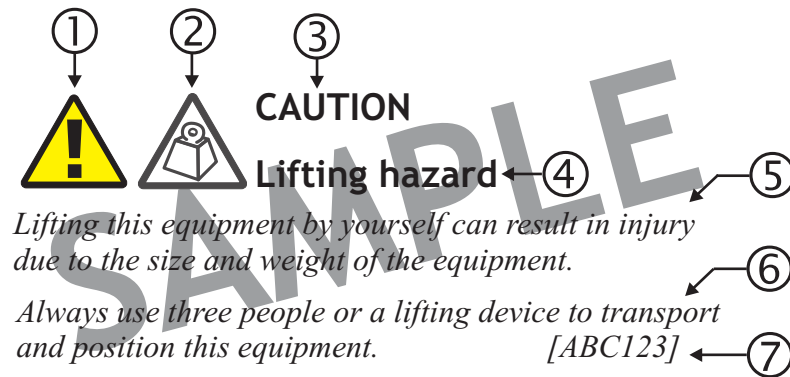 ① ② ③
CAUTION
Lifting hazard ④
⑤
Lifting this equipment by yourself can result in injury
due to the size and weight of the equipment.
⑥
Always use three people or a lifting device to transport
and position this equipment. [ABC123] ⑦
SAMPLE